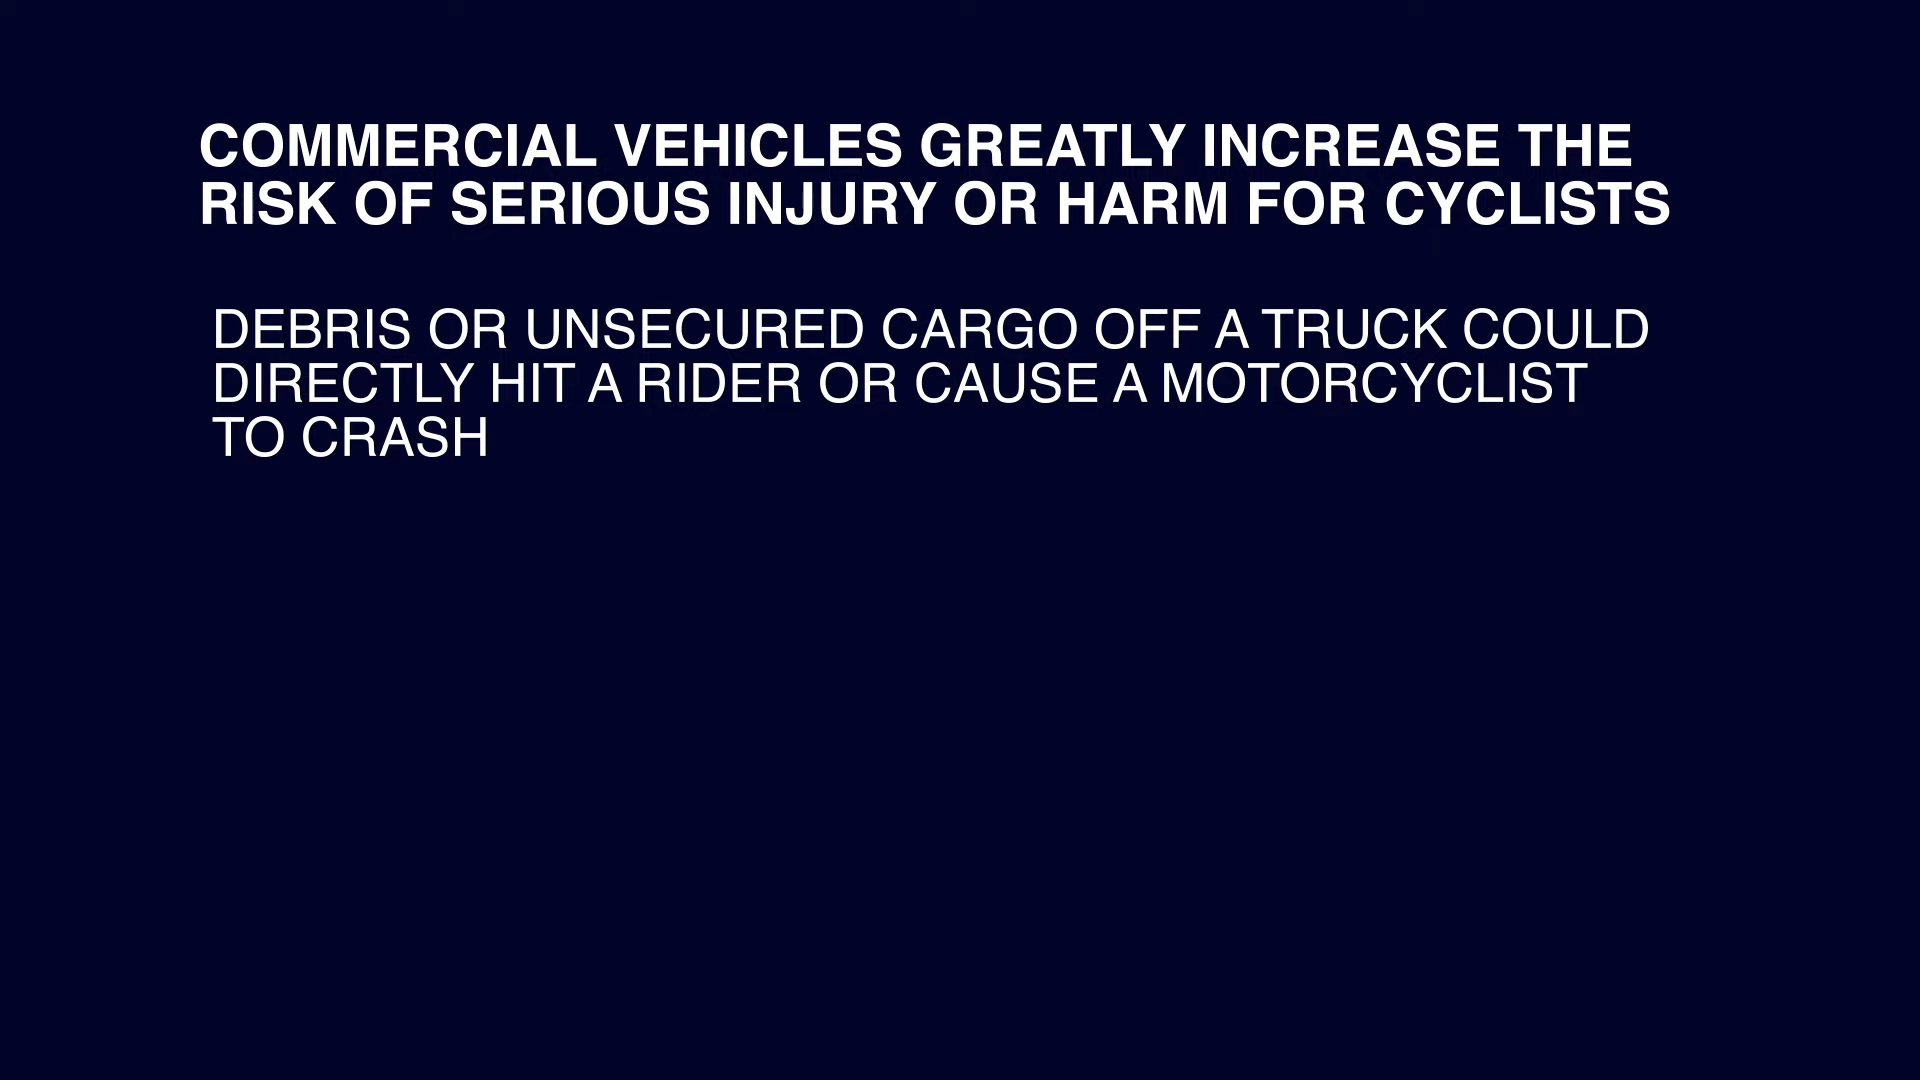 COMMERCIAL VEHICLES GREATLY INCREASE THE
RISK OF SERIOUS INJURY OR HARM FOR CYCLISTS
DEBRIS OR UNSECURED CARGO OFF A TRUCK COULD
DIRECTLY HIT A RIDER OR CAUSE A MOTORCYCLIST
TO CRASH